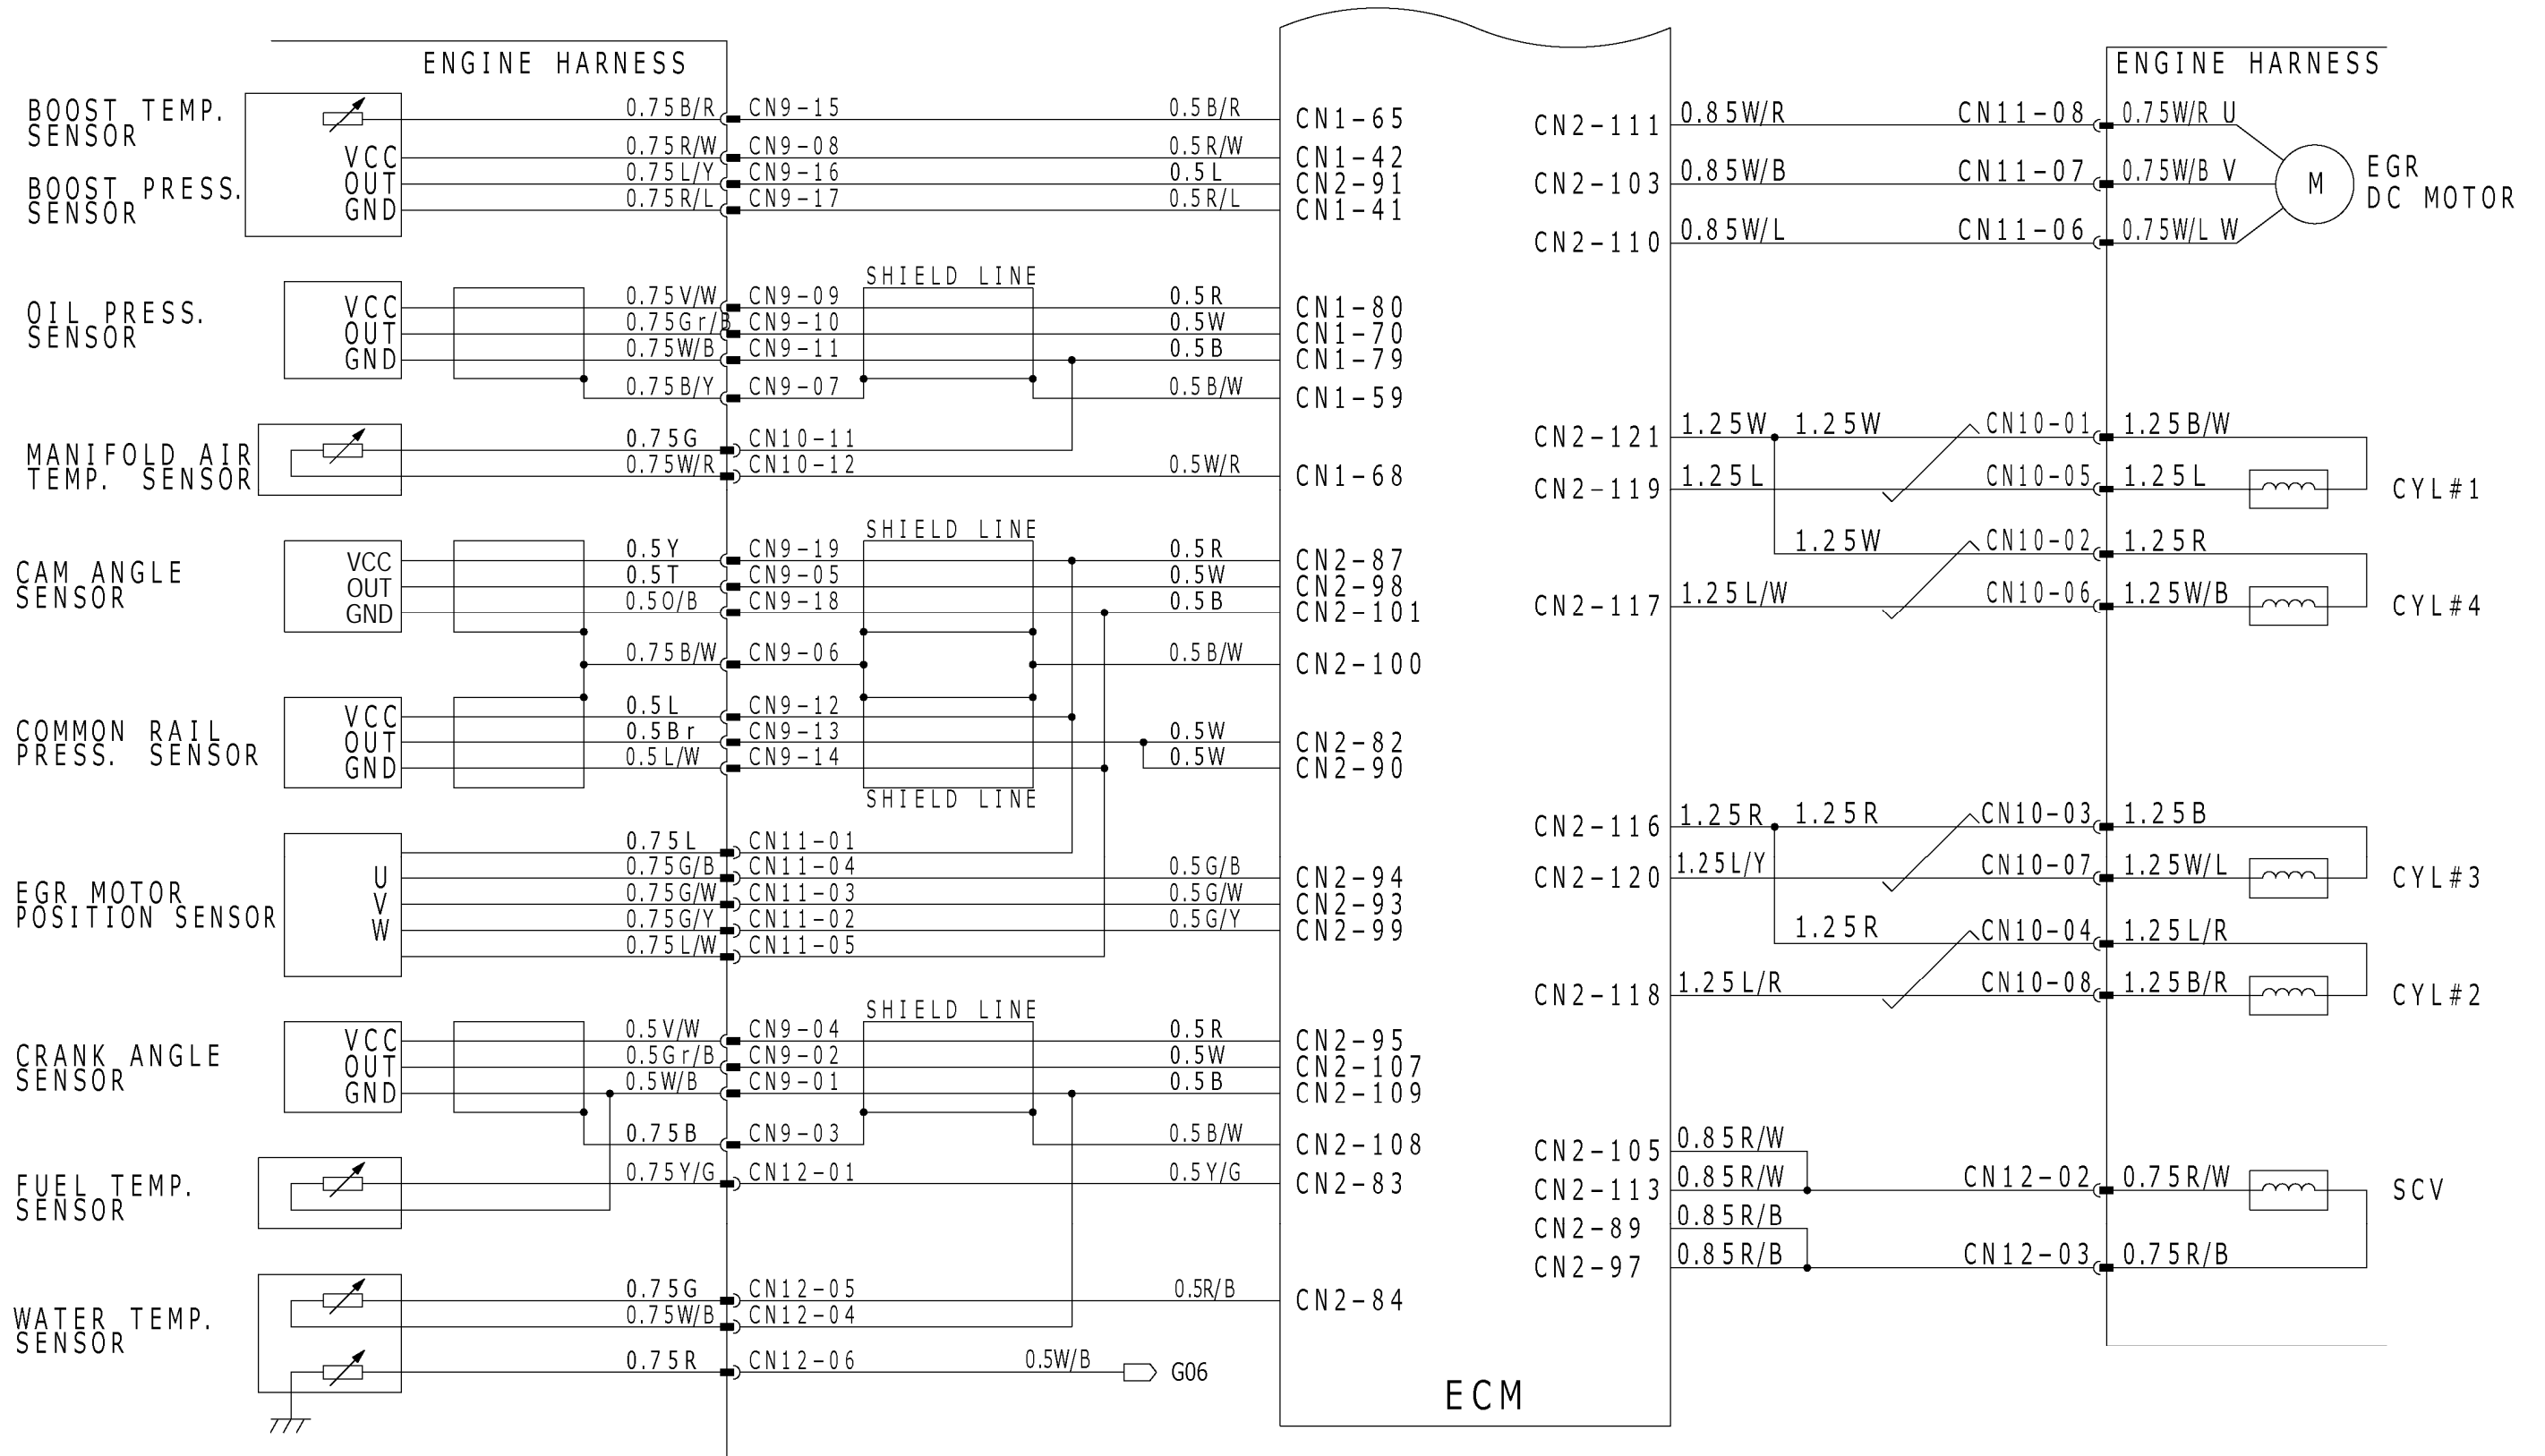 ENGINE HARNESS
BOOST TEMP.
SENSOR
0.75B/R CN9-15 0.5B/R CN1-65
BOOST PRESS.
SENSOR
VCC 0.75R/W CN9-08 0.5R/W CN1-42
OUT 0.75L/Y CN9-16 0.5L CN2-91
GND 0.75R/L CN9-17 0.5R/L CN1-41
SHIELD LINE
OIL PRESS.
SENSOR
VCC 0.75V/W CN9-09 0.5R CN1-80
OUT 0.75Gr/B CN9-10 0.5W CN1-70
GND 0.75W/B CN9-11 0.5B CN1-79
0.75B/Y CN9-07 0.5B/W CN1-59
MANIFOLD AIR
TEMP. SENSOR
0.75G CN10-11
0.75W/R CN10-12 0.5W/R CN1-68
SHIELD LINE
CAM ANGLE
SENSOR
VCC 0.5Y CN9-19 0.5R CN2-87
OUT 0.5T CN9-05 0.5W CN2-98
GND 0.5O/B CN9-18 0.5B CN2-101
0.75B/W CN9-06 0.5B/W CN2-100
COMMON RAIL
PRESS. SENSOR
VCC 0.5L CN9-12
OUT 0.5Br CN9-13 0.5W CN2-82
GND 0.5L/W CN9-14 0.5W CN2-90
SHIELD LINE
EGR MOTOR
POSITION SENSOR
0.75L CN11-01
U 0.75G/B CN11-04 0.5G/B CN2-94
V 0.75G/W CN11-03 0.5G/W CN2-93
W 0.75G/Y CN11-02 0.5G/Y CN2-99
0.75L/W CN11-05
SHIELD LINE
CRANK ANGLE
SENSOR
VCC 0.5V/W CN9-04 0.5R CN2-95
OUT 0.5Gr/B CN9-02 0.5W CN2-107
GND 0.5W/B CN9-01 0.5B CN2-109
0.75B CN9-03 0.5B/W CN2-108
FUEL TEMP.
SENSOR
0.75Y/G CN12-01 0.5Y/G CN2-83
WATER TEMP.
SENSOR
0.75G CN12-05 0.5R/B CN2-84
0.75W/B CN12-04
0.75R CN12-06 0.5W/B G06
ECM
ENGINE HARNESS
CN2-111 0.85W/R CN11-08 0.75W/R U
CN2-103 0.85W/B CN11-07 0.75W/B V
CN2-110 0.85W/L CN11-06 0.75W/L W
M
EGR
DC MOTOR
CN2-121 1.25W 1.25W CN10-01 1.25B/W
CN2-119 1.25L CN10-05 1.25L CYL#1
1.25W CN10-02 1.25R
CN2-117 1.25L/W CN10-06 1.25W/B CYL#4
CN2-116 1.25R 1.25R CN10-03 1.25B
CN2-120 1.25L/Y CN10-07 1.25W/L CYL#3
1.25R CN10-04 1.25L/R
CN2-118 1.25L/R CN10-08 1.25B/R CYL#2
CN2-105 0.85R/W
CN2-113 0.85R/W CN12-02 0.75R/W SCV
CN2-89 0.85R/B
CN2-97 0.85R/B CN12-03 0.75R/B